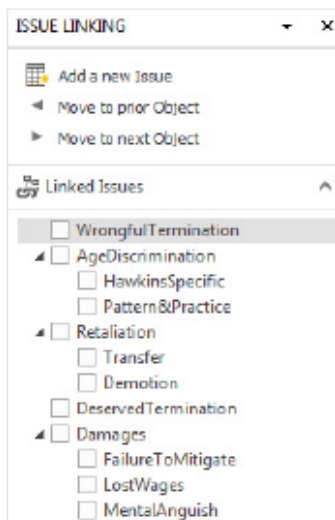 ISSUE LINKING
Add a new Issue
Move to prior Object
Move to next Object
Linked Issues
WrongfulTermination
AgeDiscrimination
HawkinsSpecific
Pattern&Practice
Retaliation
Transfer
Demotion
DeservedTermination
Damages
FailureToMitigate
LostWages
MentalAnguish